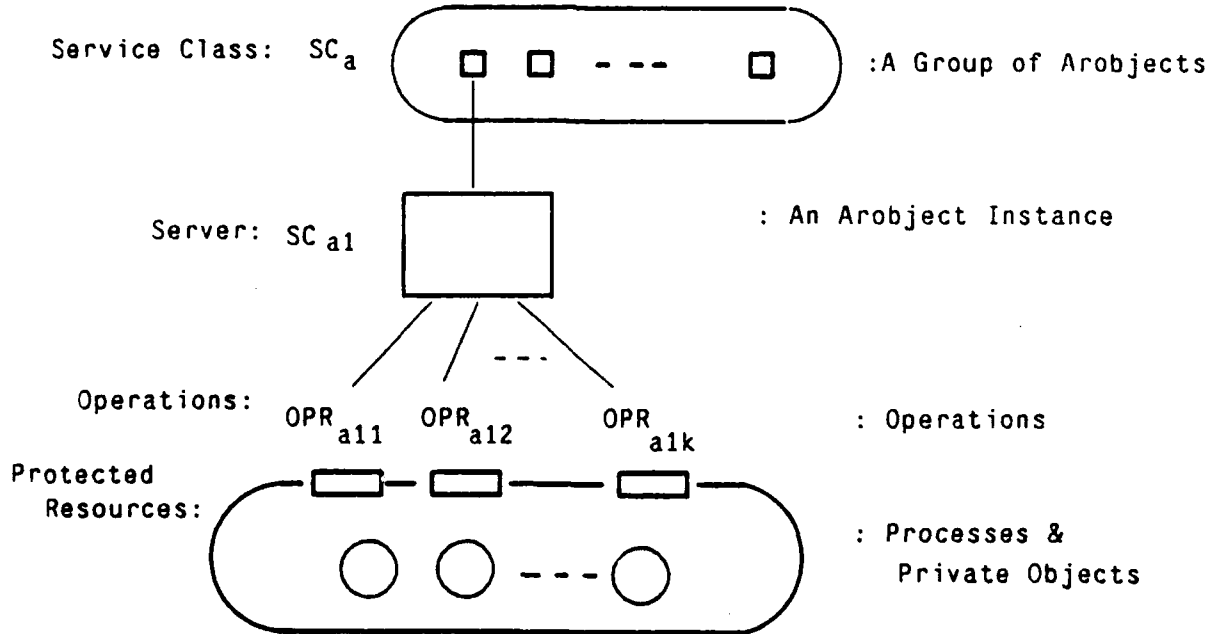 Service Class: SCa :A Group of Arobjects
Server: SCa1 : An Arobject Instance
Operations: OPRa11 OPRa12 OPRa1k : Operations
Protected
Resources:
: Processes &
Private Objects